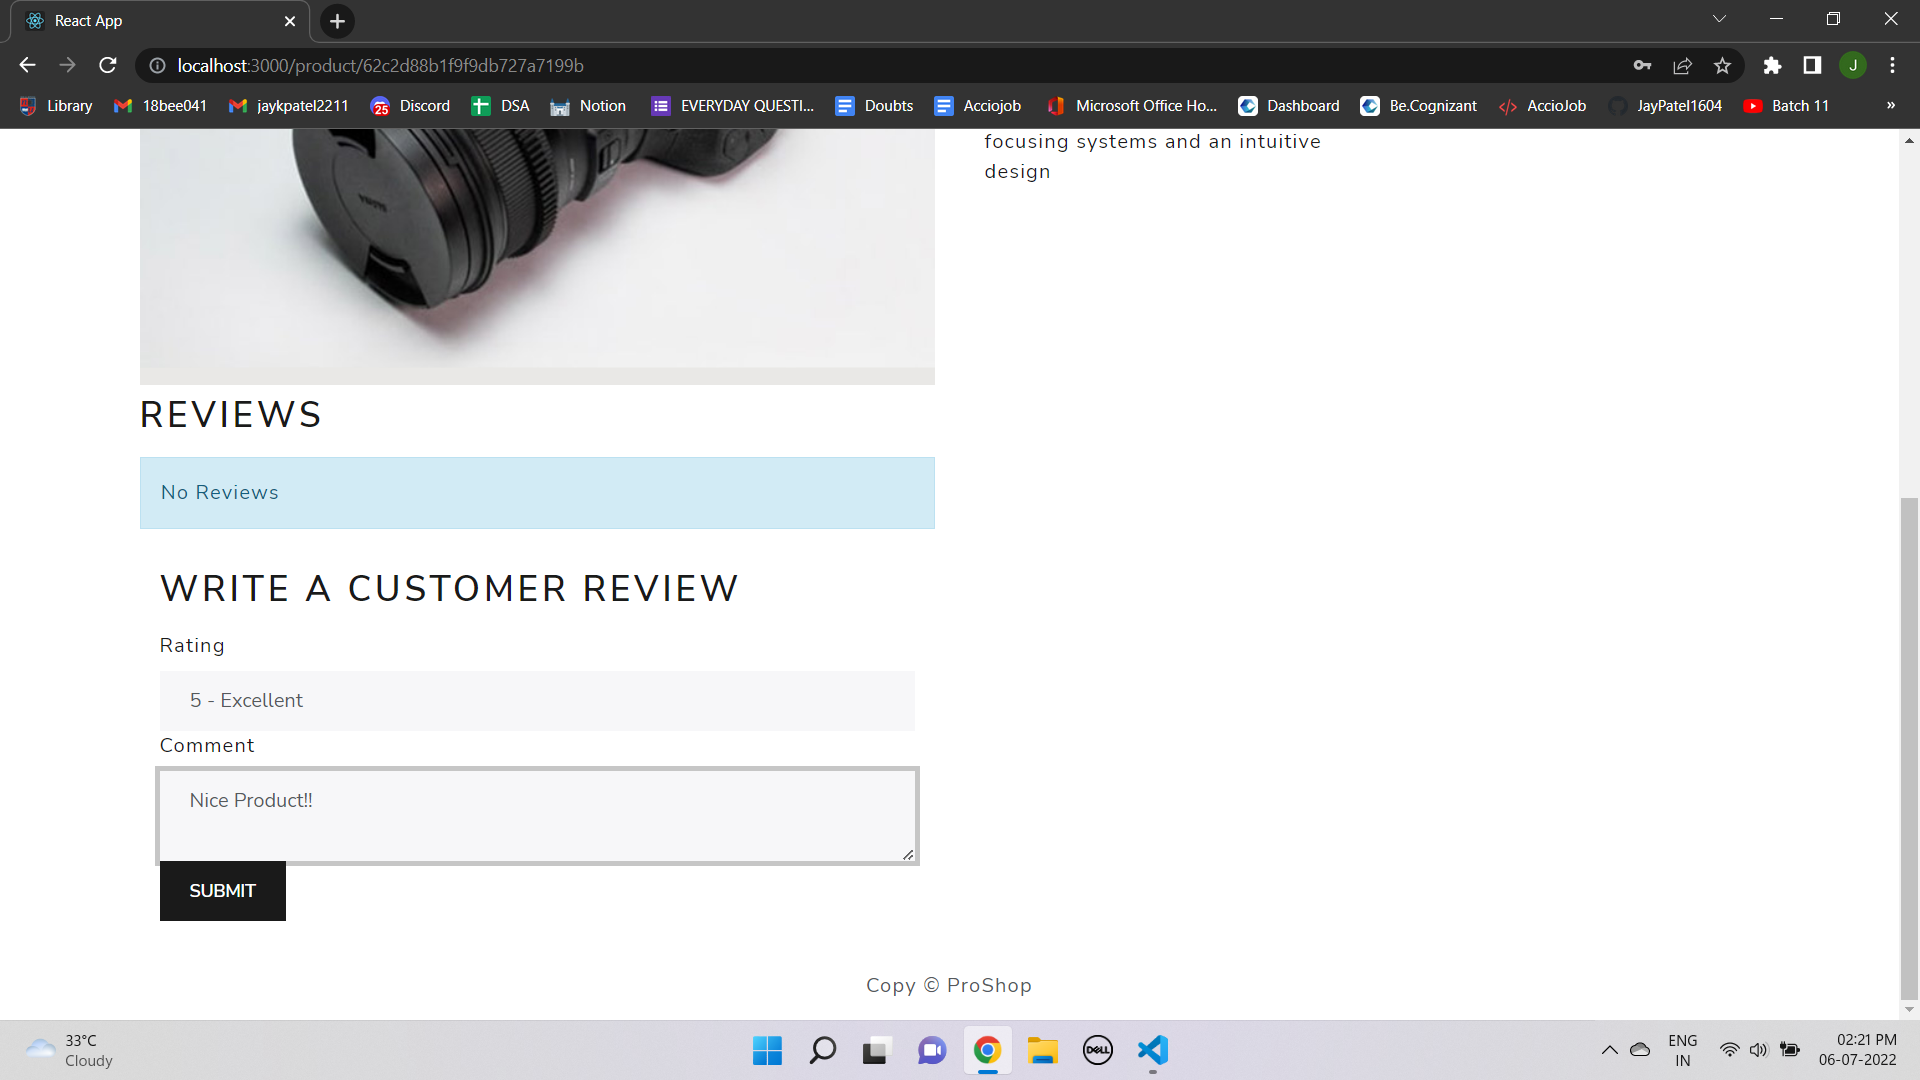 React App
localhost:3000/product/62c2d88b1f9f9db727a7199b
J
Library 18bee041 jaykpatel2211 25 Discord DSA Notion EVERYDAY QUESTI... Doubts Acciojob Microsoft Office Ho... Dashboard Be.Cognizant AccioJob JayPatel1604 Batch 11 »
focusing systems and an intuitive
design
SIGMA
REVIEWS
No Reviews
WRITE A CUSTOMER REVIEW
Rating
5 - Excellent
Comment
Nice Product!!
SUBMIT
Copy © ProShop
33°C
Cloudy
DELL
ENG
IN
02:21 PM
06-07-2022